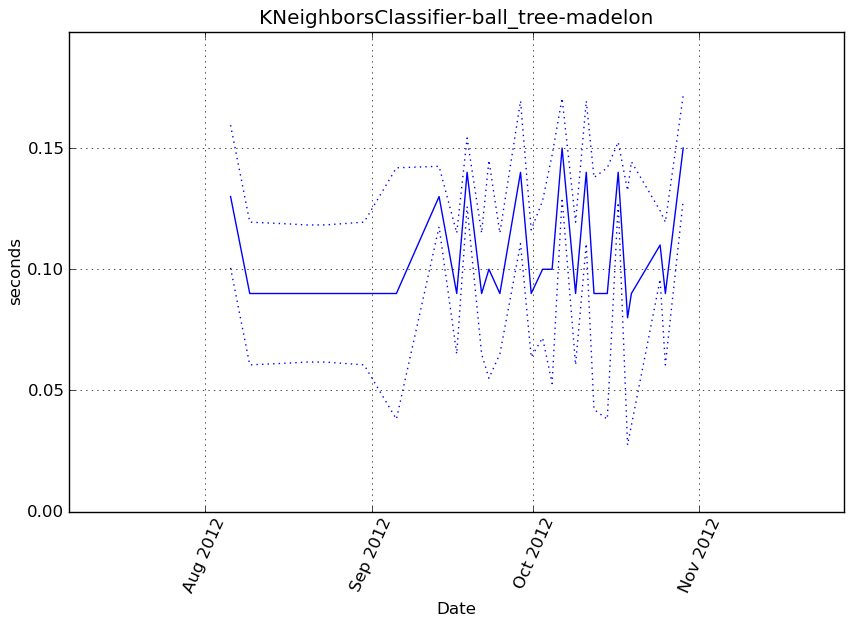 KNeighborsClassifier-ball_tree-madelon
0.15
0.10
0.05
0.00
seconds
Aug 2012
Sep 2012
Oct 2012
Nov 2012
Date